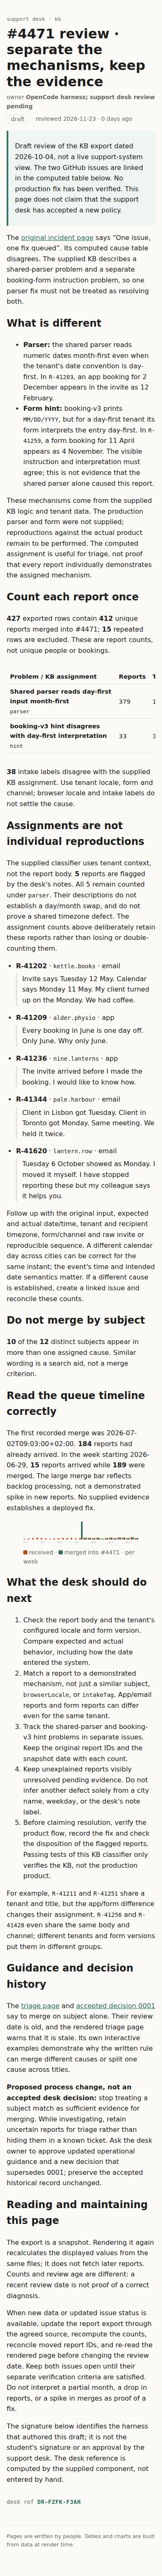 support desk · kb
#4471 review ·
separate the
mechanisms, keep
the evidence
owner OpenCode harness; support desk review
pending
draft reviewed 2026-11-23 · 0 days ago
Draft review of the KB export dated
2026-10-04, not a live support-system
view. The two GitHub issues are linked
in the computed table below. No
production fix has been verified. This
page does not claim that the support
desk has accepted a new policy.
The original incident page says "One issue,
one fix queued". Its computed cause table
disagrees. The supplied KB describes a
shared-parser problem and a separate
booking-form instruction problem, so one
parser fix must not be treated as resolving
both.
What is different
• Parser: the shared parser reads
numeric dates month-first even when
the tenant's date convention is day-
first. In R-41203, an app booking for 2
December appears in the invite as 12
February.
• Form hint: booking-v3 prints
MM/DD/YYYY, but for a day-first tenant its
form interprets the entry day-first. In R-
41259, a form booking for 11 April
appears as 4 November. The visible
instruction and interpretation must
agree; this is not evidence that the
shared parser alone caused this report.
These mechanisms come from the supplied
KB logic and tenant data. The production
parser and form were not supplied;
reproductions against the actual product
remain to be performed. The computed
assignment is useful for triage, not proof
that every report individually demonstrates
the assigned mechanism.
Count each report once
427 exported rows contain 412 unique
reports merged into #4471; 15 repeated
rows are excluded. These are report counts,
not unique people or bookings.
Problem / KB assignment Reports T
Shared parser reads day-first
input month-first 379 1
parser
booking-v3 hint disagrees
with day-first interpretation 33 3
hint
38 intake labels disagree with the supplied
KB assignment. Use tenant locale, form and
channel; browser locale and intake labels do
not settle the cause.
Assignments are not
individual reproductions
The supplied classifier uses tenant context,
not the report body. 5 reports are flagged
by the desk's notes. All 5 remain counted
under parser. Their descriptions do not
establish a day/month swap, and do not
prove a shared timezone defect. The
assignment counts above deliberately retain
these reports rather than losing or double-
counting them.
• R-41202 · kettle.books · email
Invite says Tuesday 12 May. Calendar
says Monday 11 May. My client turned
up on the Monday. We had coffee.
• R-41209 · alder.physio · app
Every booking in June is one day off.
Only June. Why only June.
• R-41236 · nine.lanterns · app
The invite arrived before I made the
booking. I would like to know how.
• R-41344 · pale.harbour · email
Client in Lisbon got Tuesday. Client in
Toronto got Monday. Same meeting. We
held it twice.
• R-41620 · lantern.row · email
Tuesday 6 October showed as Monday. I
moved it myself. I have stopped
reporting these but my colleague says
it helps you.
Follow up with the original input, expected
and actual date/time, tenant and recipient
timezone, form/channel and raw invite or
reproducible sequence. A different calendar
day across cities can be correct for the
same instant; the event's time and intended
date semantics matter. If a different cause
is established, create a linked issue and
reconcile these counts.
Do not merge by subject
10 of the 12 distinct subjects appear in
more than one assigned cause. Similar
wording is a search aid, not a merge
criterion.
Read the queue timeline
correctly
The first recorded merge was 2026-07-
02T09:03:00+02:00. 184 reports had
already arrived. In the week starting 2026-
06-29, 15 reports arrived while 189 were
merged. The large merge bar reflects
backlog processing, not a demonstrated
spike in new reports. No supplied evidence
establishes a deployed fix.
received · merged into #4471 · per
week
What the desk should do
next
1. Check the report body and the tenant's
configured locale and form version.
Compare expected and actual
behavior, including how the date
entered the system.
2. Match a report to a demonstrated
mechanism, not just a similar subject,
browserLocale, or intakeTag. App/email
reports and form reports can differ
even for the same tenant.
3. Track the shared-parser and booking-
v3 hint problems in separate issues.
Keep the original report IDs and the
snapshot date with each count.
4. Keep unexplained reports visibly
unresolved pending evidence. Do not
infer another defect solely from a city
name, weekday, or the desk's note
label.
5. Before claiming resolution, verify the
product flow, record the fix and check
the disposition of the flagged reports.
Passing tests of this KB classifier only
verifies the KB, not the production
product.
For example, R-41211 and R-41251 share a
tenant and title, but the app/form difference
changes their assignment. R-41256 and R-
41428 even share the same body and
channel; different tenants and form versions
put them in different groups.
Guidance and decision
history
The triage page and accepted decision 0001
say to merge on subject alone. Their review
date is old, and the rendered triage page
warns that it is stale. Its own interactive
examples demonstrate why the written rule
can merge different causes or split one
cause across titles.
Proposed process change, not an
accepted desk decision: stop treating a
subject match as sufficient evidence for
merging. While investigating, retain
uncertain reports for triage rather than
hiding them in a known ticket. Ask the desk
owner to approve updated operational
guidance and a new decision that
supersedes 0001; preserve the accepted
historical record unchanged.
Reading and maintaining
this page
The export is a snapshot. Rendering it again
recalculates the displayed values from the
same files; it does not fetch later reports.
Counts and review age are different: a
recent review date is not proof of a correct
diagnosis.
When new data or updated issue status is
available, update the report export through
the agreed source, recompute the counts,
reconcile moved report IDs, and re-read the
rendered page before changing the review
date. Keep both issues open until their
separate verification criteria are satisfied.
Do not interpret a partial month, a drop in
reports, or a spike in merges as proof of a
fix.
The signature below identifies the harness
that authored this draft; it is not the
student's signature or an approval by the
support desk. The desk reference is
computed by the supplied component, not
entered by hand.
desk ref DR-FZFK-F3AH
Pages are written by people. Tables and charts are built
from data at render time.